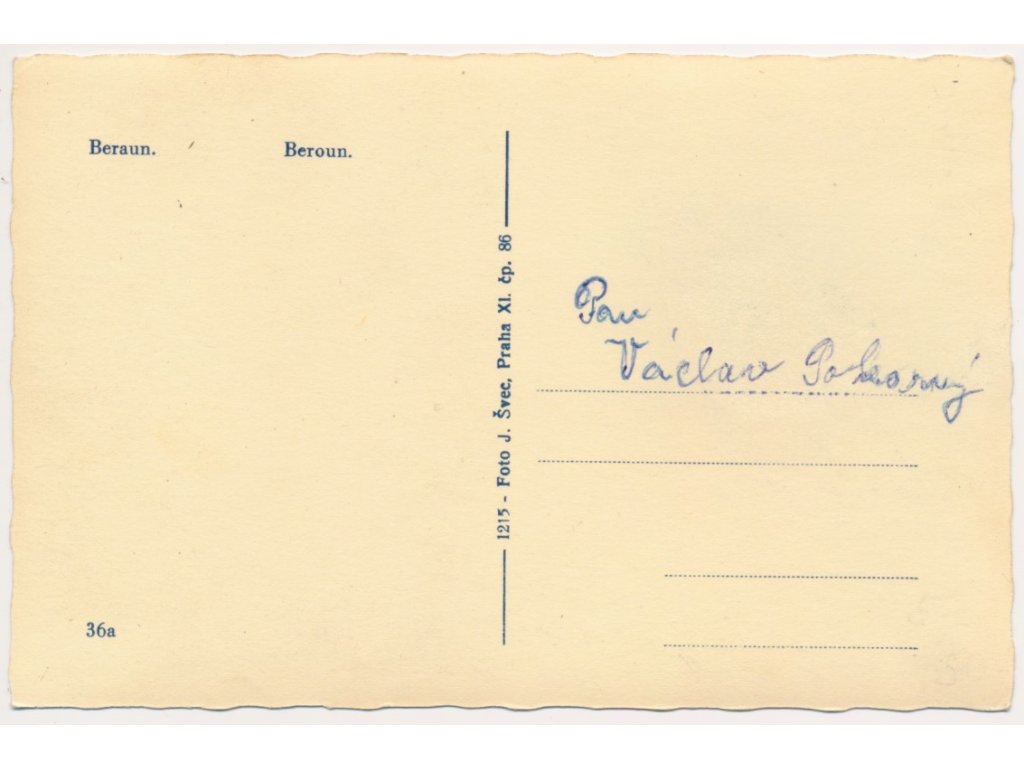 Beraun. Beroun.
1215 - Foto J. Švec, Praha XI. čp. 86
Pan
Václav Pokorný
36a